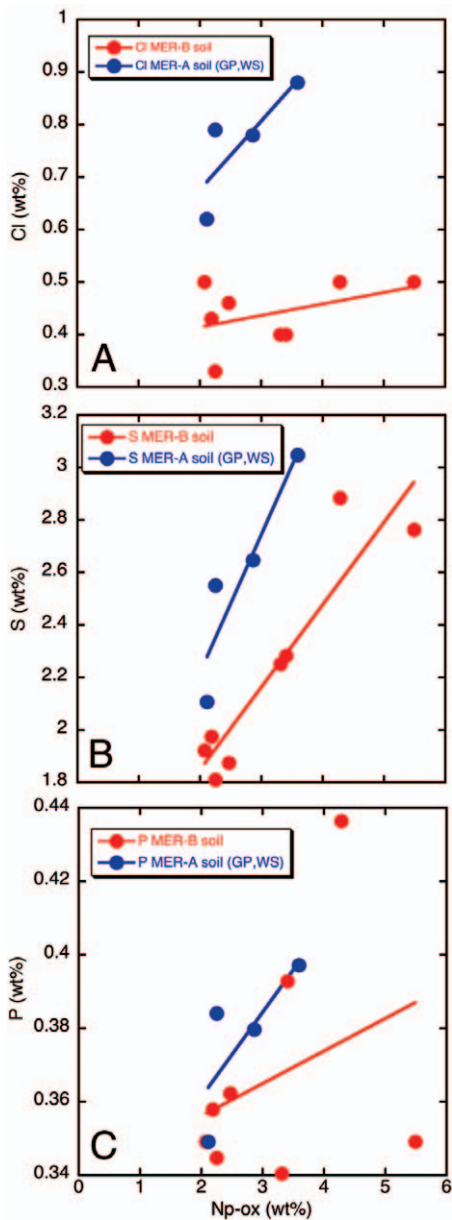 1
Cl MER-B soil
Cl MER-A soil (GP,WS)
0.9
0.8
0.7
Cl (wt%)
0.6
0.5
0.4
A
0.3
3.2
S MER-B soil
S MER-A soil (GP,WS)
3
2.8
2.6
S (wt%)
2.4
2.2
2
B
1.8
0.44
P MER-B soil
P MER-A soil (GP,WS)
0.42
0.4
P (wt%)
0.38
0.36
C
0.34
0 1 2 3 4 5 6
Np-ox (wt%)